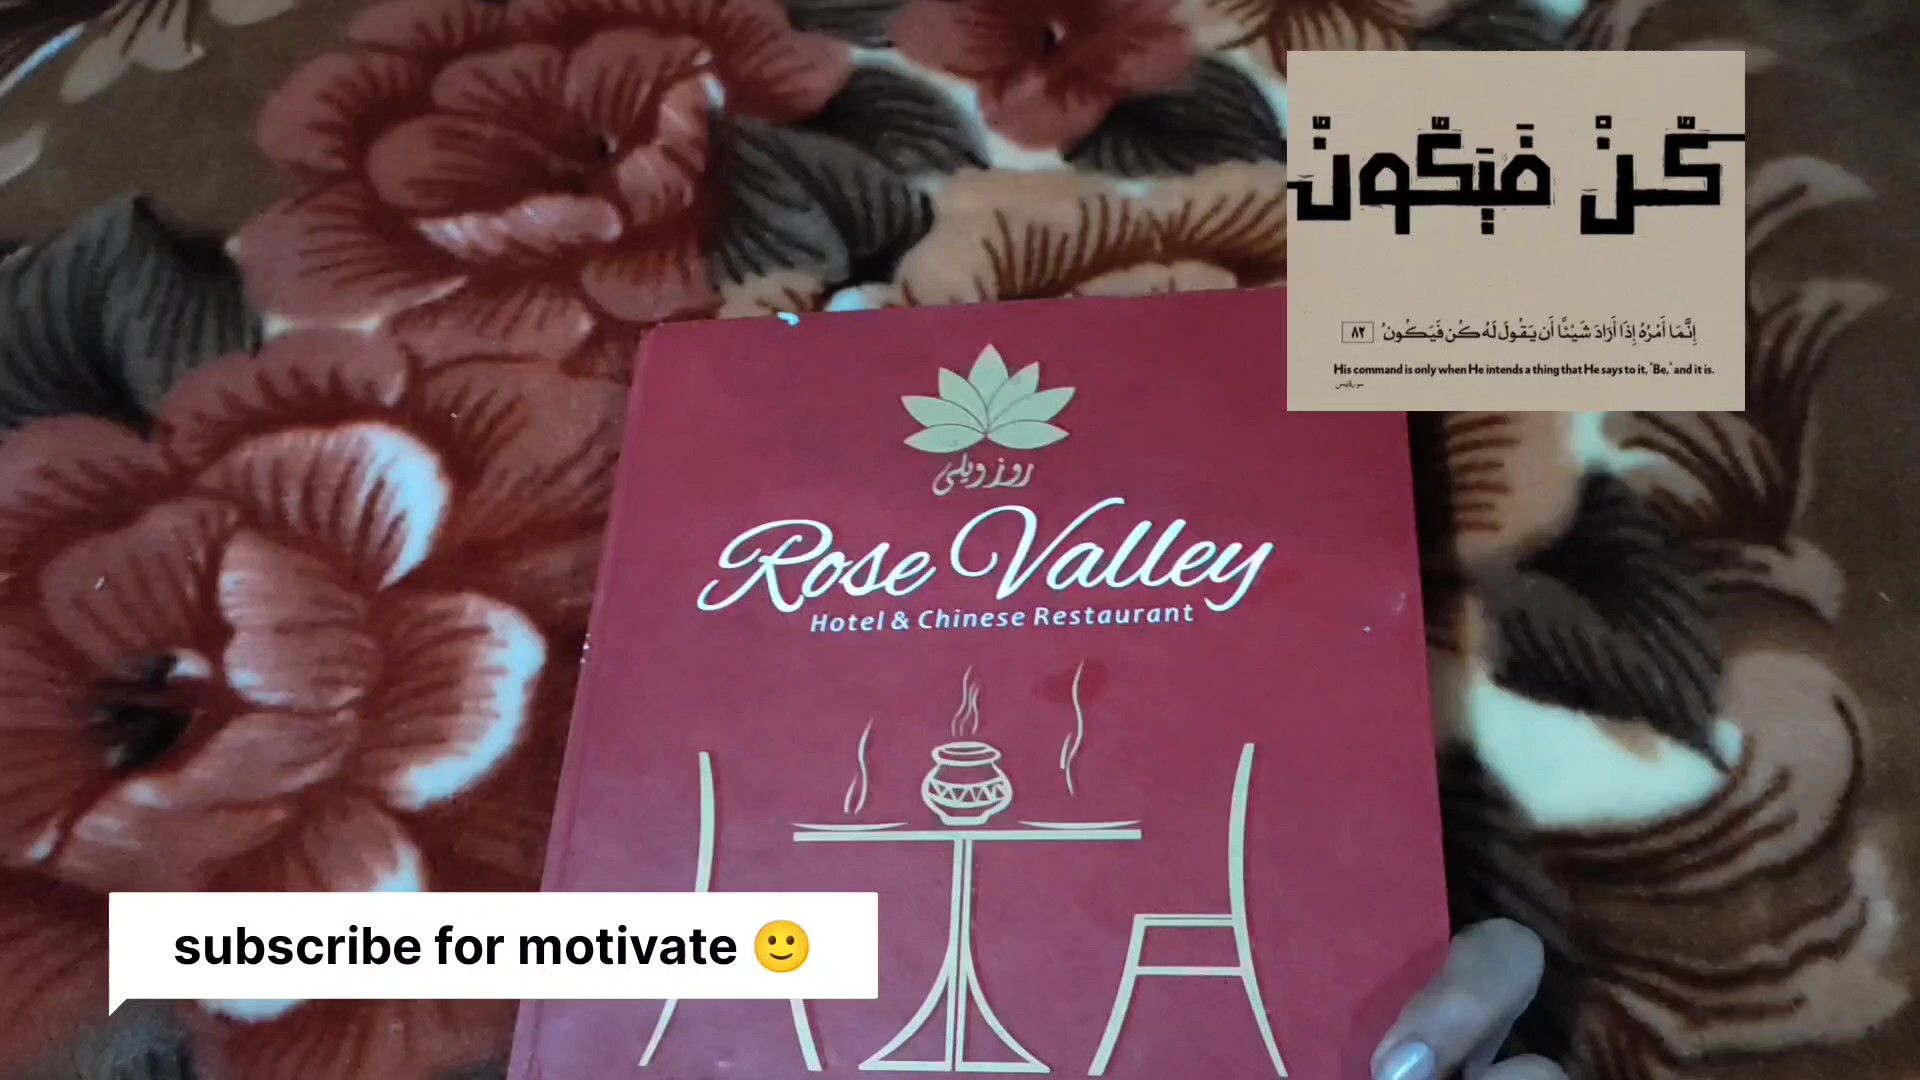 كُنْ فَيَكُونُ
إِنَّمَا أَمْرُهُ إِذَا أَرَادَ شَيْئًا أَن يَقُولَ لَهُ كُن فَيَكُونُ ٨٢
His command is only when He intends a thing that He says to it, "Be," and it is.
روز ویلی
Rose Valley
Hotel & Chinese Restaurant
subscribe for motivate 🙂